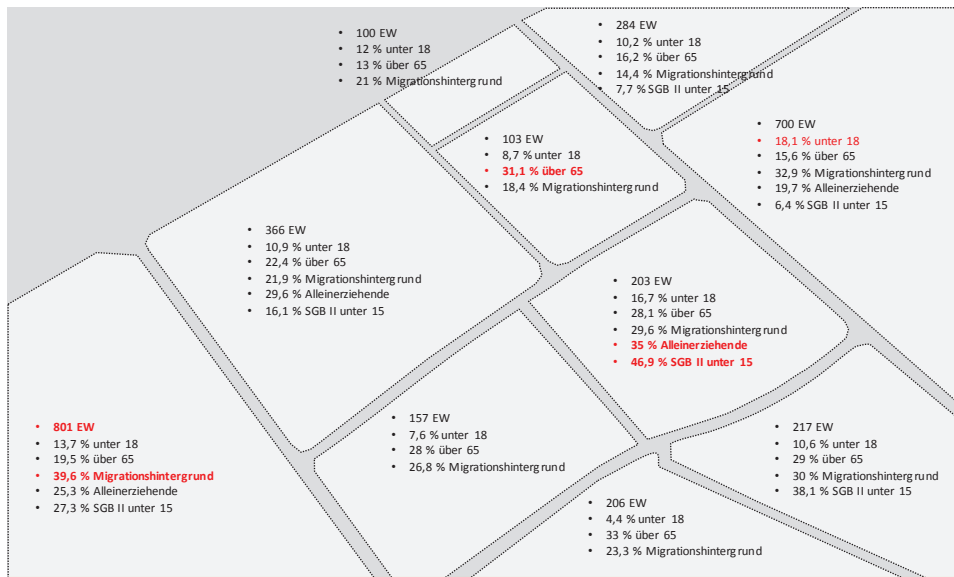 • 100 EW
• 12 % unter 18
• 13 % über 65
• 21 % Migrationshintergrund
• 284 EW
• 10,2 % unter 18
• 16,2 % über 65
• 14,4 % Migrationshintergrund
• 7,7 % SGB II unter 15
• 103 EW
• 8,7 % unter 18
• 31,1 % über 65
• 18,4 % Migrationshintergrund
• 700 EW
• 18,1 % unter 18
• 15,6 % über 65
• 32,9 % Migrationshintergrund
• 19,7 % Alleinerziehende
• 6,4 % SGB II unter 15
• 366 EW
• 10,9 % unter 18
• 22,4 % über 65
• 21,9 % Migrationshintergrund
• 29,6 % Alleinerziehende
• 16,1 % SGB II unter 15
• 203 EW
• 16,7 % unter 18
• 28,1 % über 65
• 29,6 % Migrationshintergrund
• 35 % Alleinerziehende
• 46,9 % SGB II unter 15
• 801 EW
• 13,7 % unter 18
• 19,5 % über 65
• 39,6 % Migrationshintergrund
• 25,3 % Alleinerziehende
• 27,3 % SGB II unter 15
• 157 EW
• 7,6 % unter 18
• 28 % über 65
• 26,8 % Migrationshintergrund
• 217 EW
• 10,6 % unter 18
• 29 % über 65
• 30 % Migrationshintergrund
• 38,1 % SGB II unter 15
• 206 EW
• 4,4 % unter 18
• 33 % über 65
• 23,3 % Migrationshintergrund